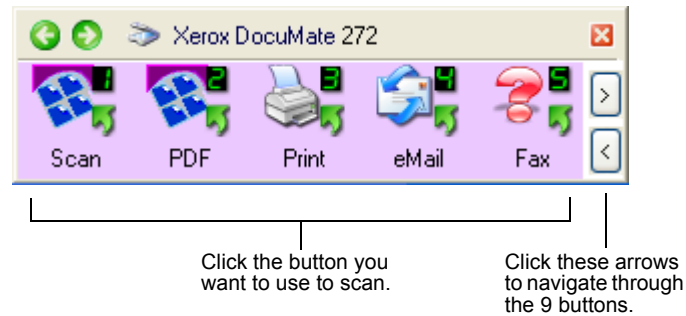 Xerox DocuMate 272
1 2 3 4 5
Scan PDF Print eMail Fax
>
<
Click the button you
want to use to scan.
Click these arrows
to navigate through
the 9 buttons.